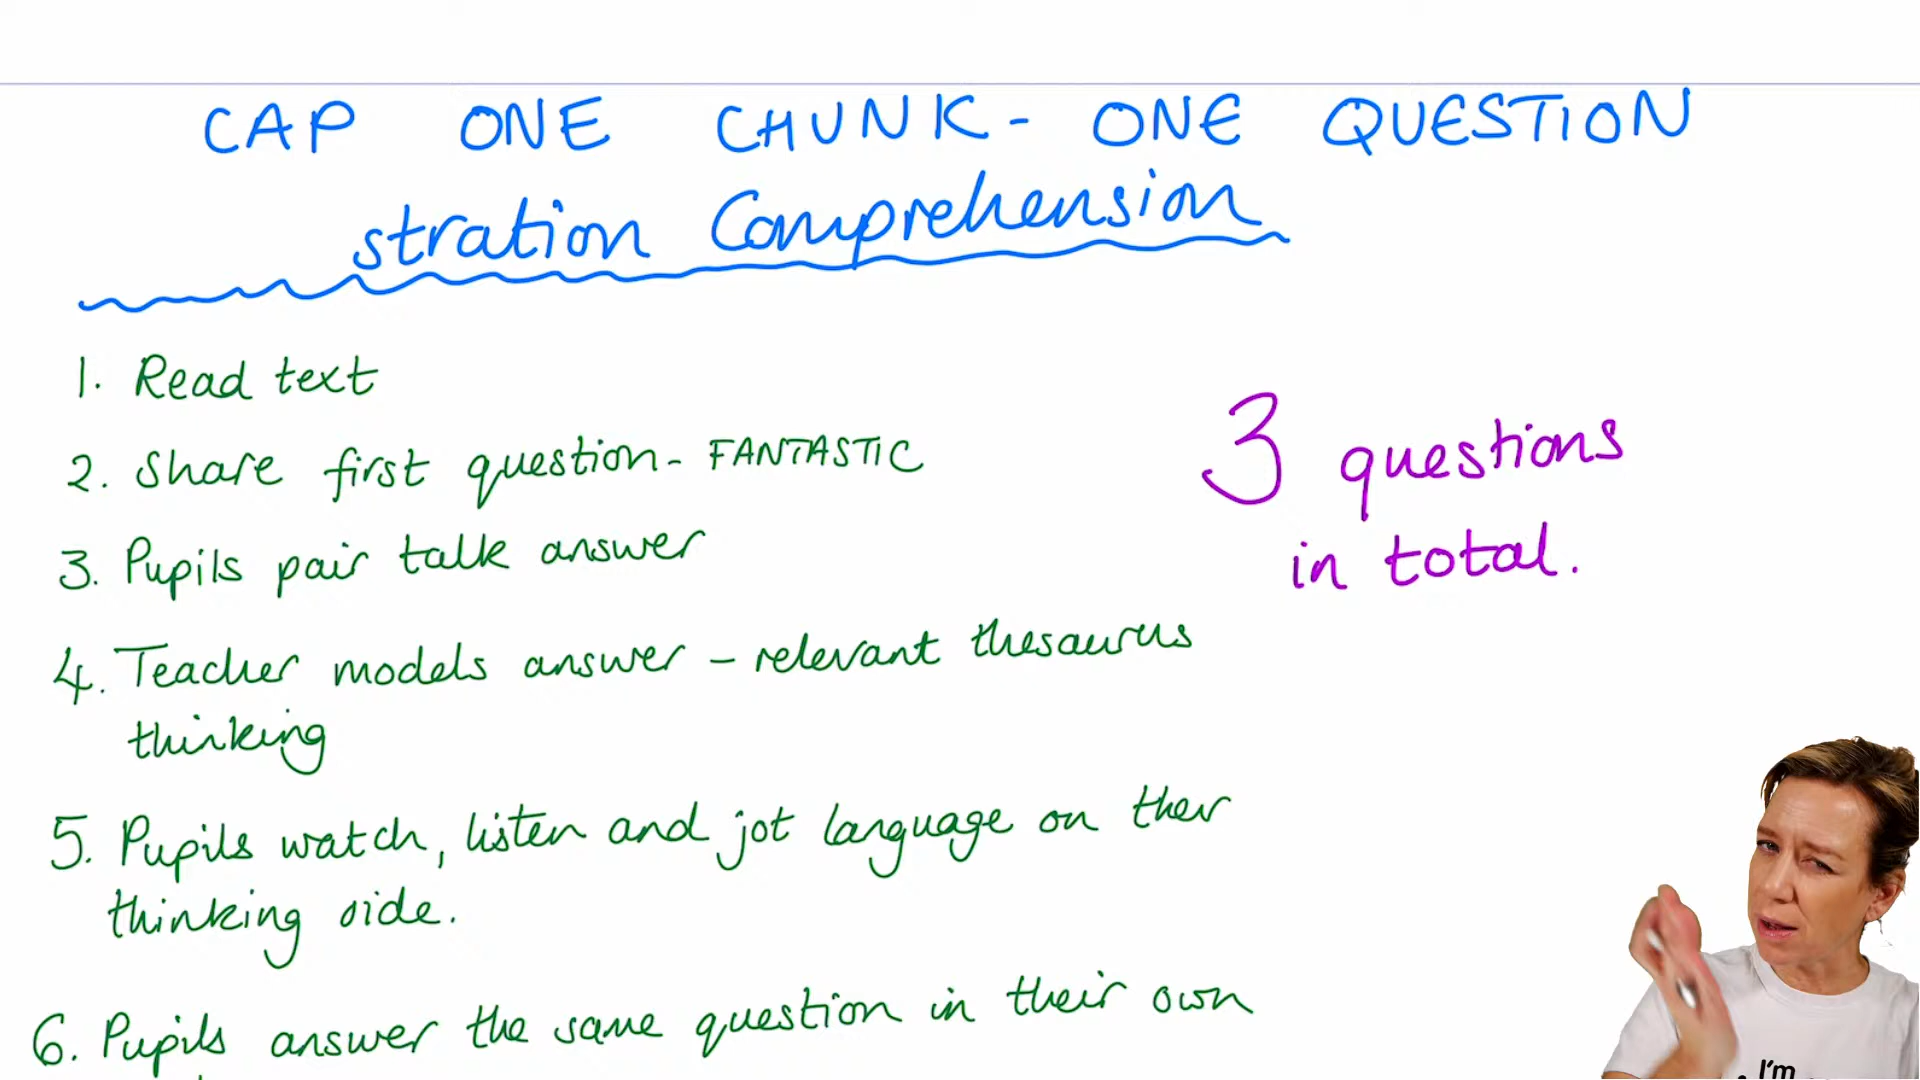 CAP ONE CHUNK - ONE QUESTION
stration Comprehension
1. Read text
2. Share first question - FANTASTIC
3. Pupils pair talk answer
4. Teacher models answer - relevant thesaurus
thinking
5. Pupils watch, listen and jot language on their
thinking side.
6. Pupils answer the same question in their own
3 questions
in total.
I'm